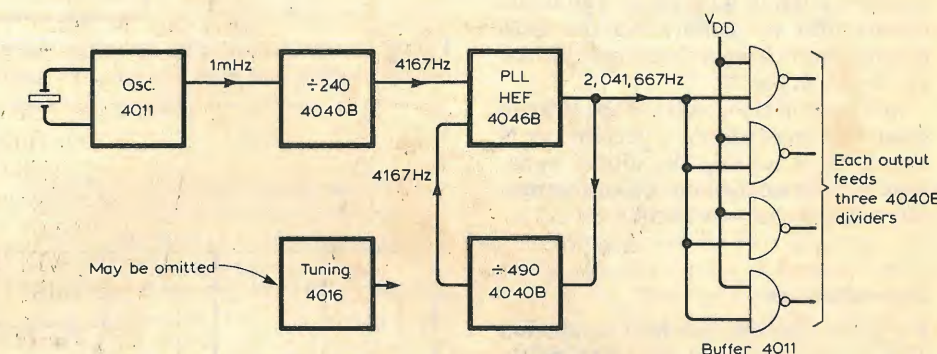 Osc.
4011
1mHz
÷240
4040B
4167Hz
PLL
HEF
4046B
2,041,667Hz
VDD
4167Hz
÷490
4040B
May be omitted
Tuning
4016
Each output
feeds
three 4040B
dividers
Buffer 4011